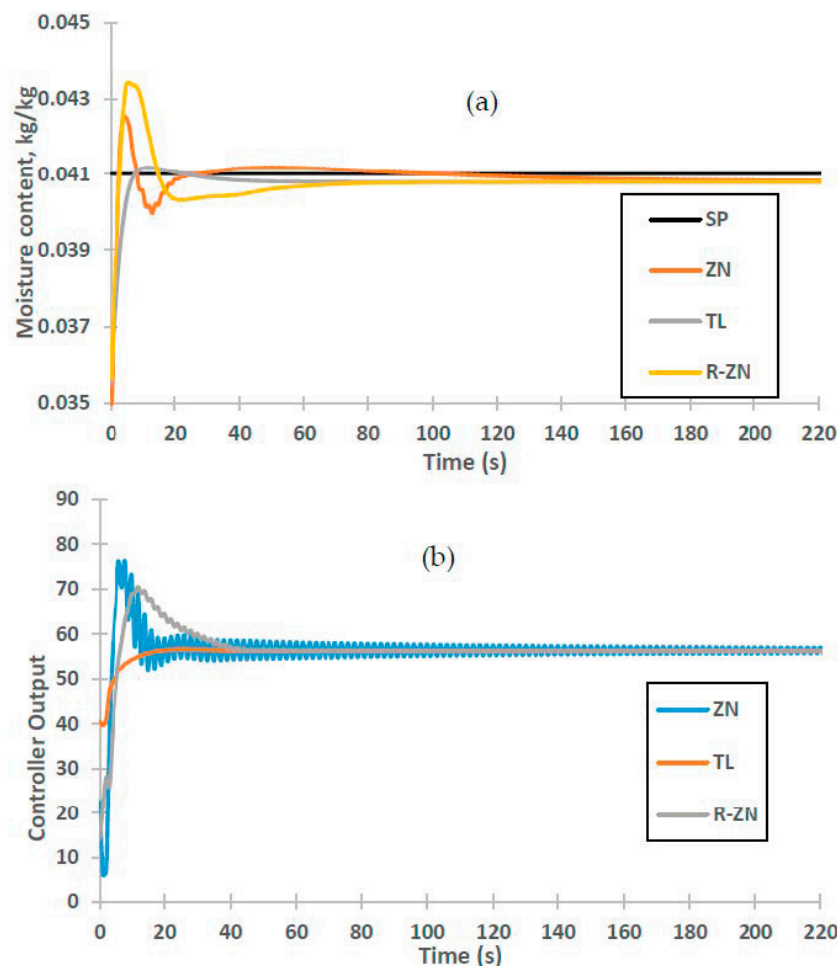 0.045
0.043
0.041
0.039
0.037
0.035
Moisture content, kg/kg
(a)
SP
ZN
TL
R-ZN
0 20 40 60 80 100 120 140 160 180 200 220
Time (s)
90
80
70
60
50
40
30
20
10
0
Controller Output
(b)
ZN
TL
R-ZN
0 20 40 60 80 100 120 140 160 180 200 220
Time (s)